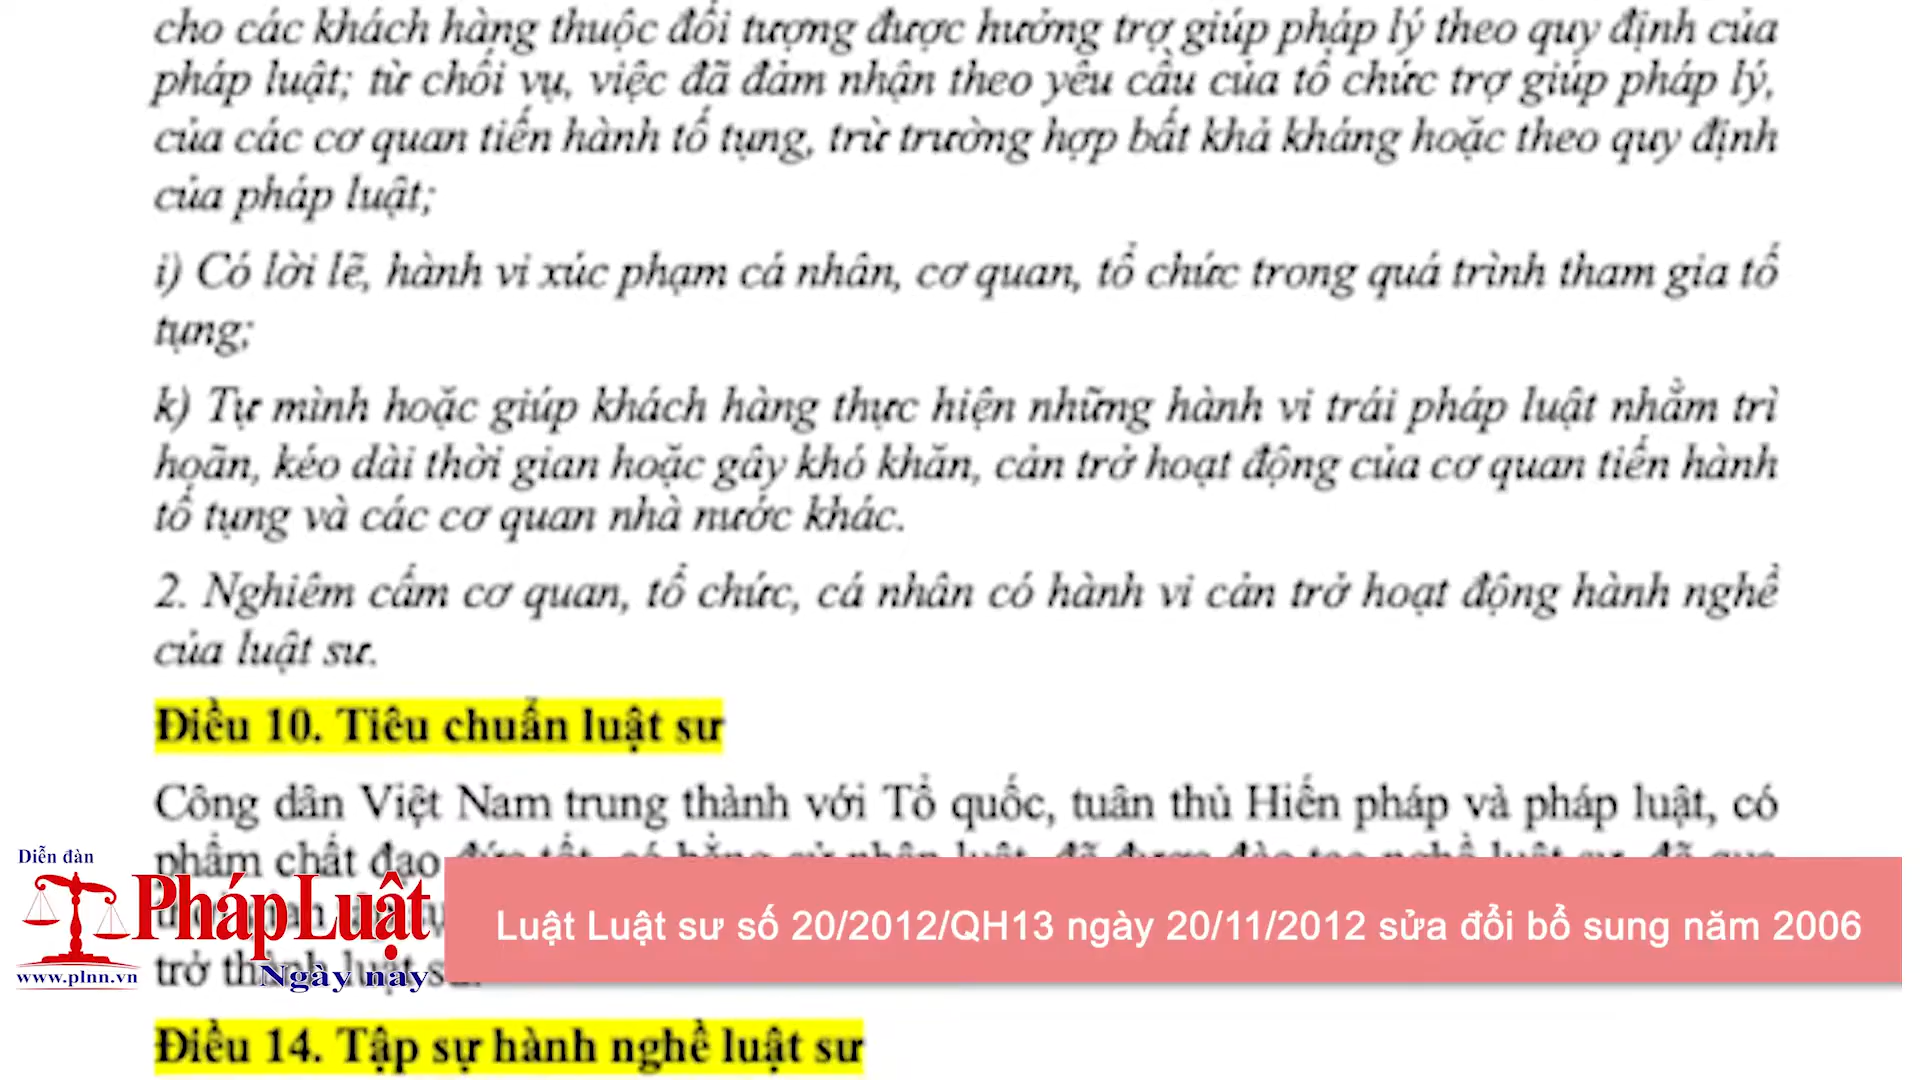 cho các khách hàng thuộc đối tượng được hưởng trợ giúp pháp lý theo quy định của
pháp luật; từ chối vụ, việc đã đảm nhận theo yêu cầu của tổ chức trợ giúp pháp lý,
của các cơ quan tiến hành tố tụng, trừ trường hợp bất khả kháng hoặc theo quy định
của pháp luật;
i) Có lời lẽ, hành vi xúc phạm cá nhân, cơ quan, tổ chức trong quá trình tham gia tố
tụng;
k) Tự mình hoặc giúp khách hàng thực hiện những hành vi trái pháp luật nhằm trì
hoãn, kéo dài thời gian hoặc gây khó khăn, cản trở hoạt động của cơ quan tiến hành
tố tụng và các cơ quan nhà nước khác.
2. Nghiêm cấm cơ quan, tổ chức, cá nhân có hành vi cản trở hoạt động hành nghề
của luật sư.
Điều 10. Tiêu chuẩn luật sư
Công dân Việt Nam trung thành với Tổ quốc, tuân thủ Hiến pháp và pháp luật, có
phẩm chất đạo
trở thành luật sư.
Diễn đàn
Pháp Luật
Ngày nay
www.plnn.vn
Luật Luật sư số 20/2012/QH13 ngày 20/11/2012 sửa đổi bổ sung năm 2006
Điều 14. Tập sự hành nghề luật sư